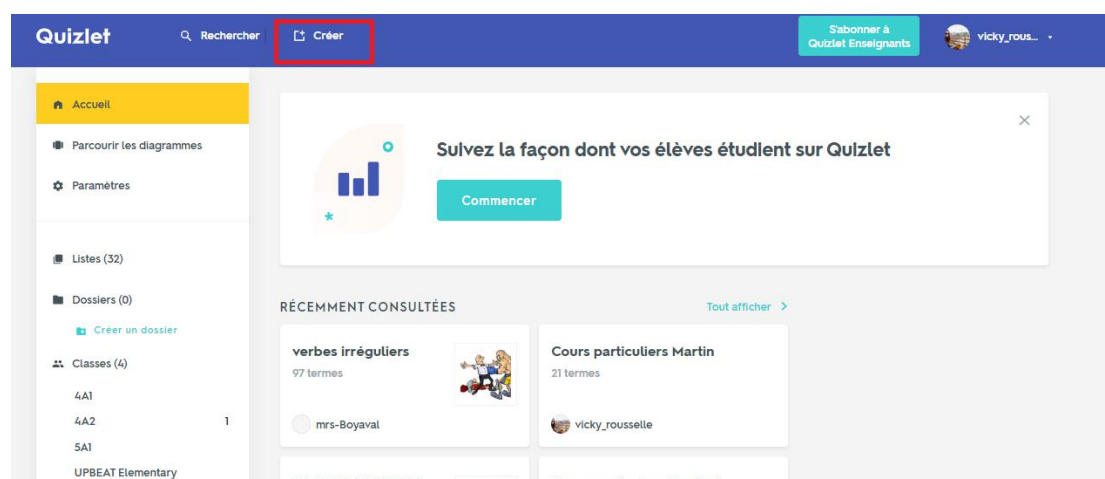 Quizlet
Rechercher
Créer
S'abonner à
Quizlet Enseignants
vicky_rous...
Accueil
Parcourir les diagrammes
Paramètres
Listes (32)
Dossiers (0)
Créer un dossier
Classes (4)
4A1
4A2 1
5A1
UPBEAT Elementary
Suivez la façon dont vos élèves étudient sur Quizlet
Commencer
RÉCEMMENT CONSULTÉES
Tout afficher >
verbes irréguliers
97 termes
mrs-Boyaval
Cours particuliers Martin
21 termes
vicky_rousselle